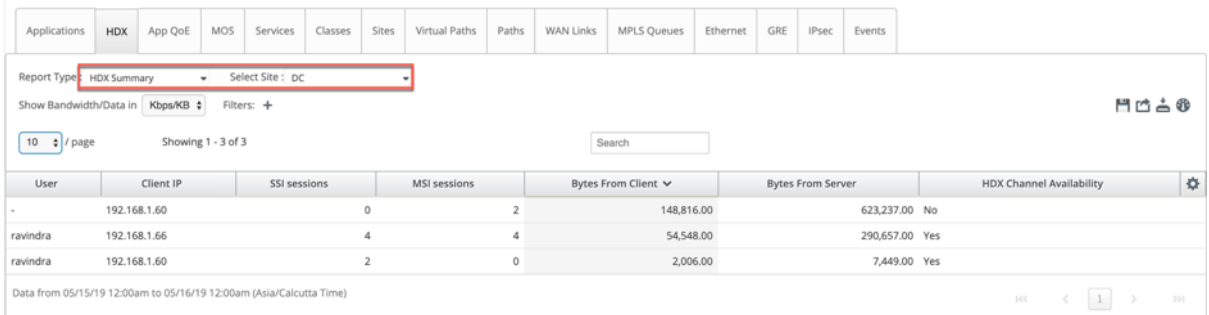 Applications HDX App QoE MOS Services Classes Sites Virtual Paths Paths WAN Links MPLS Queues Ethernet GRE IPsec Events
Report Type: HDX Summary Select Site : DC
Show Bandwidth/Data in Kbps/KB Filters: +
10 / page Showing 1 - 3 of 3 Search
User Client IP SSI sessions MSI sessions Bytes From Client Bytes From Server HDX Channel Availability
- 192.168.1.60 0 2 148,816.00 623,237.00 No
ravindra 192.168.1.66 4 4 54,548.00 290,657.00 Yes
ravindra 192.168.1.60 2 0 2,006.00 7,449.00 Yes
Data from 05/15/19 12:00am to 05/16/19 12:00am (Asia/Calcutta Time) 1